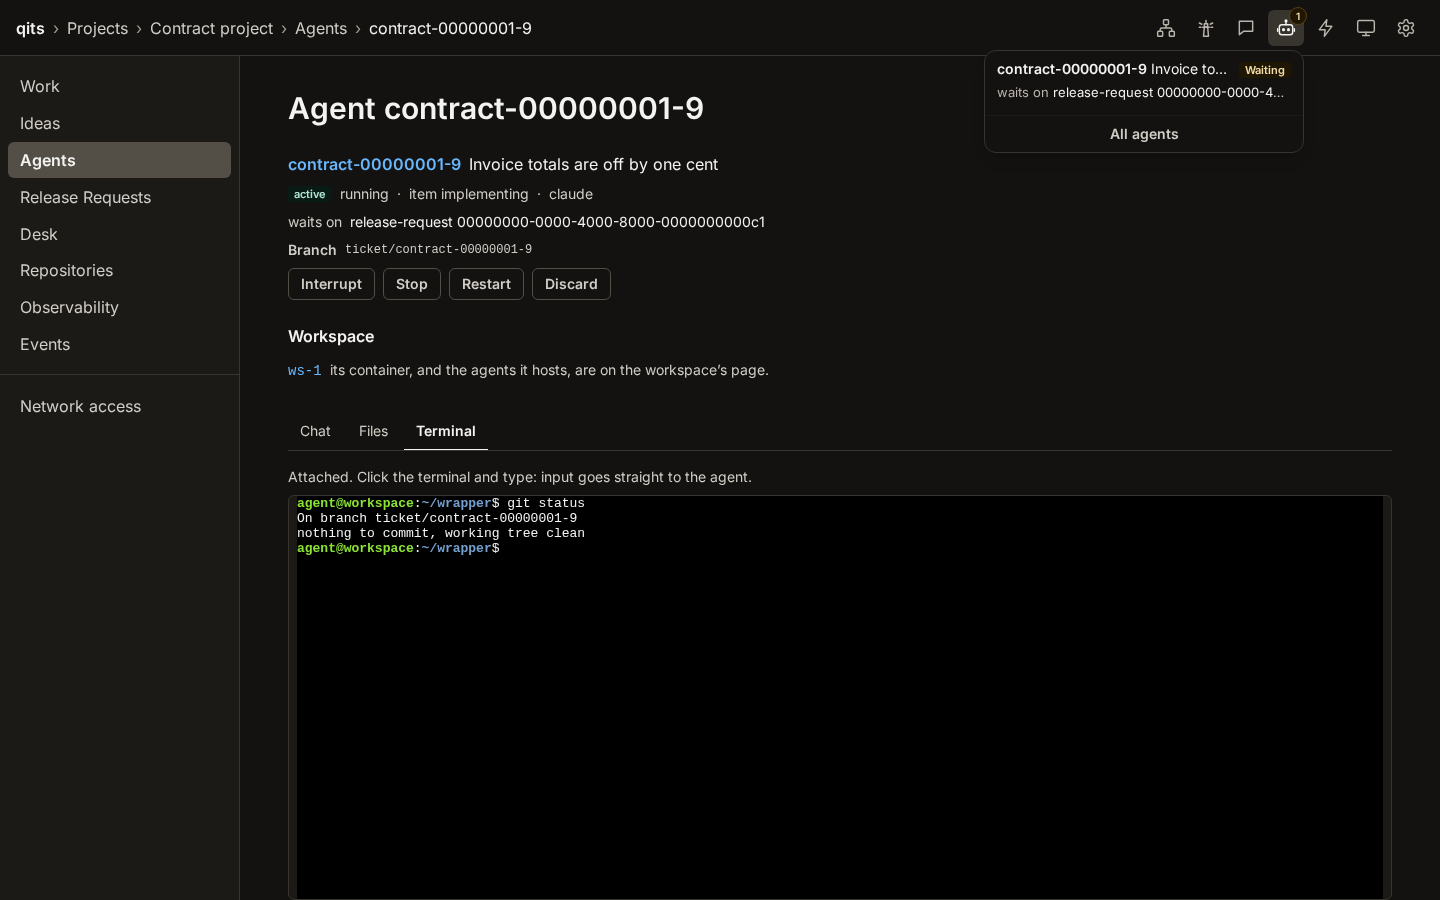 qits › Projects › Contract project › Agents › contract-00000001-9
1
contract-00000001-9 Invoice to... Waiting
waits on release-request 00000000-0000-4...
All agents
Work
Ideas
Agents
Release Requests
Desk
Repositories
Observability
Events
Network access
Agent contract-00000001-9
contract-00000001-9 Invoice totals are off by one cent
active running · item implementing · claude
waits on release-request 00000000-0000-4000-8000-0000000000c1
Branch ticket/contract-00000001-9
Interrupt Stop Restart Discard
Workspace
ws-1 its container, and the agents it hosts, are on the workspace’s page.
Chat Files Terminal
Attached. Click the terminal and type: input goes straight to the agent.
agent@workspace:~/wrapper$ git status
On branch ticket/contract-00000001-9
nothing to commit, working tree clean
agent@workspace:~/wrapper$